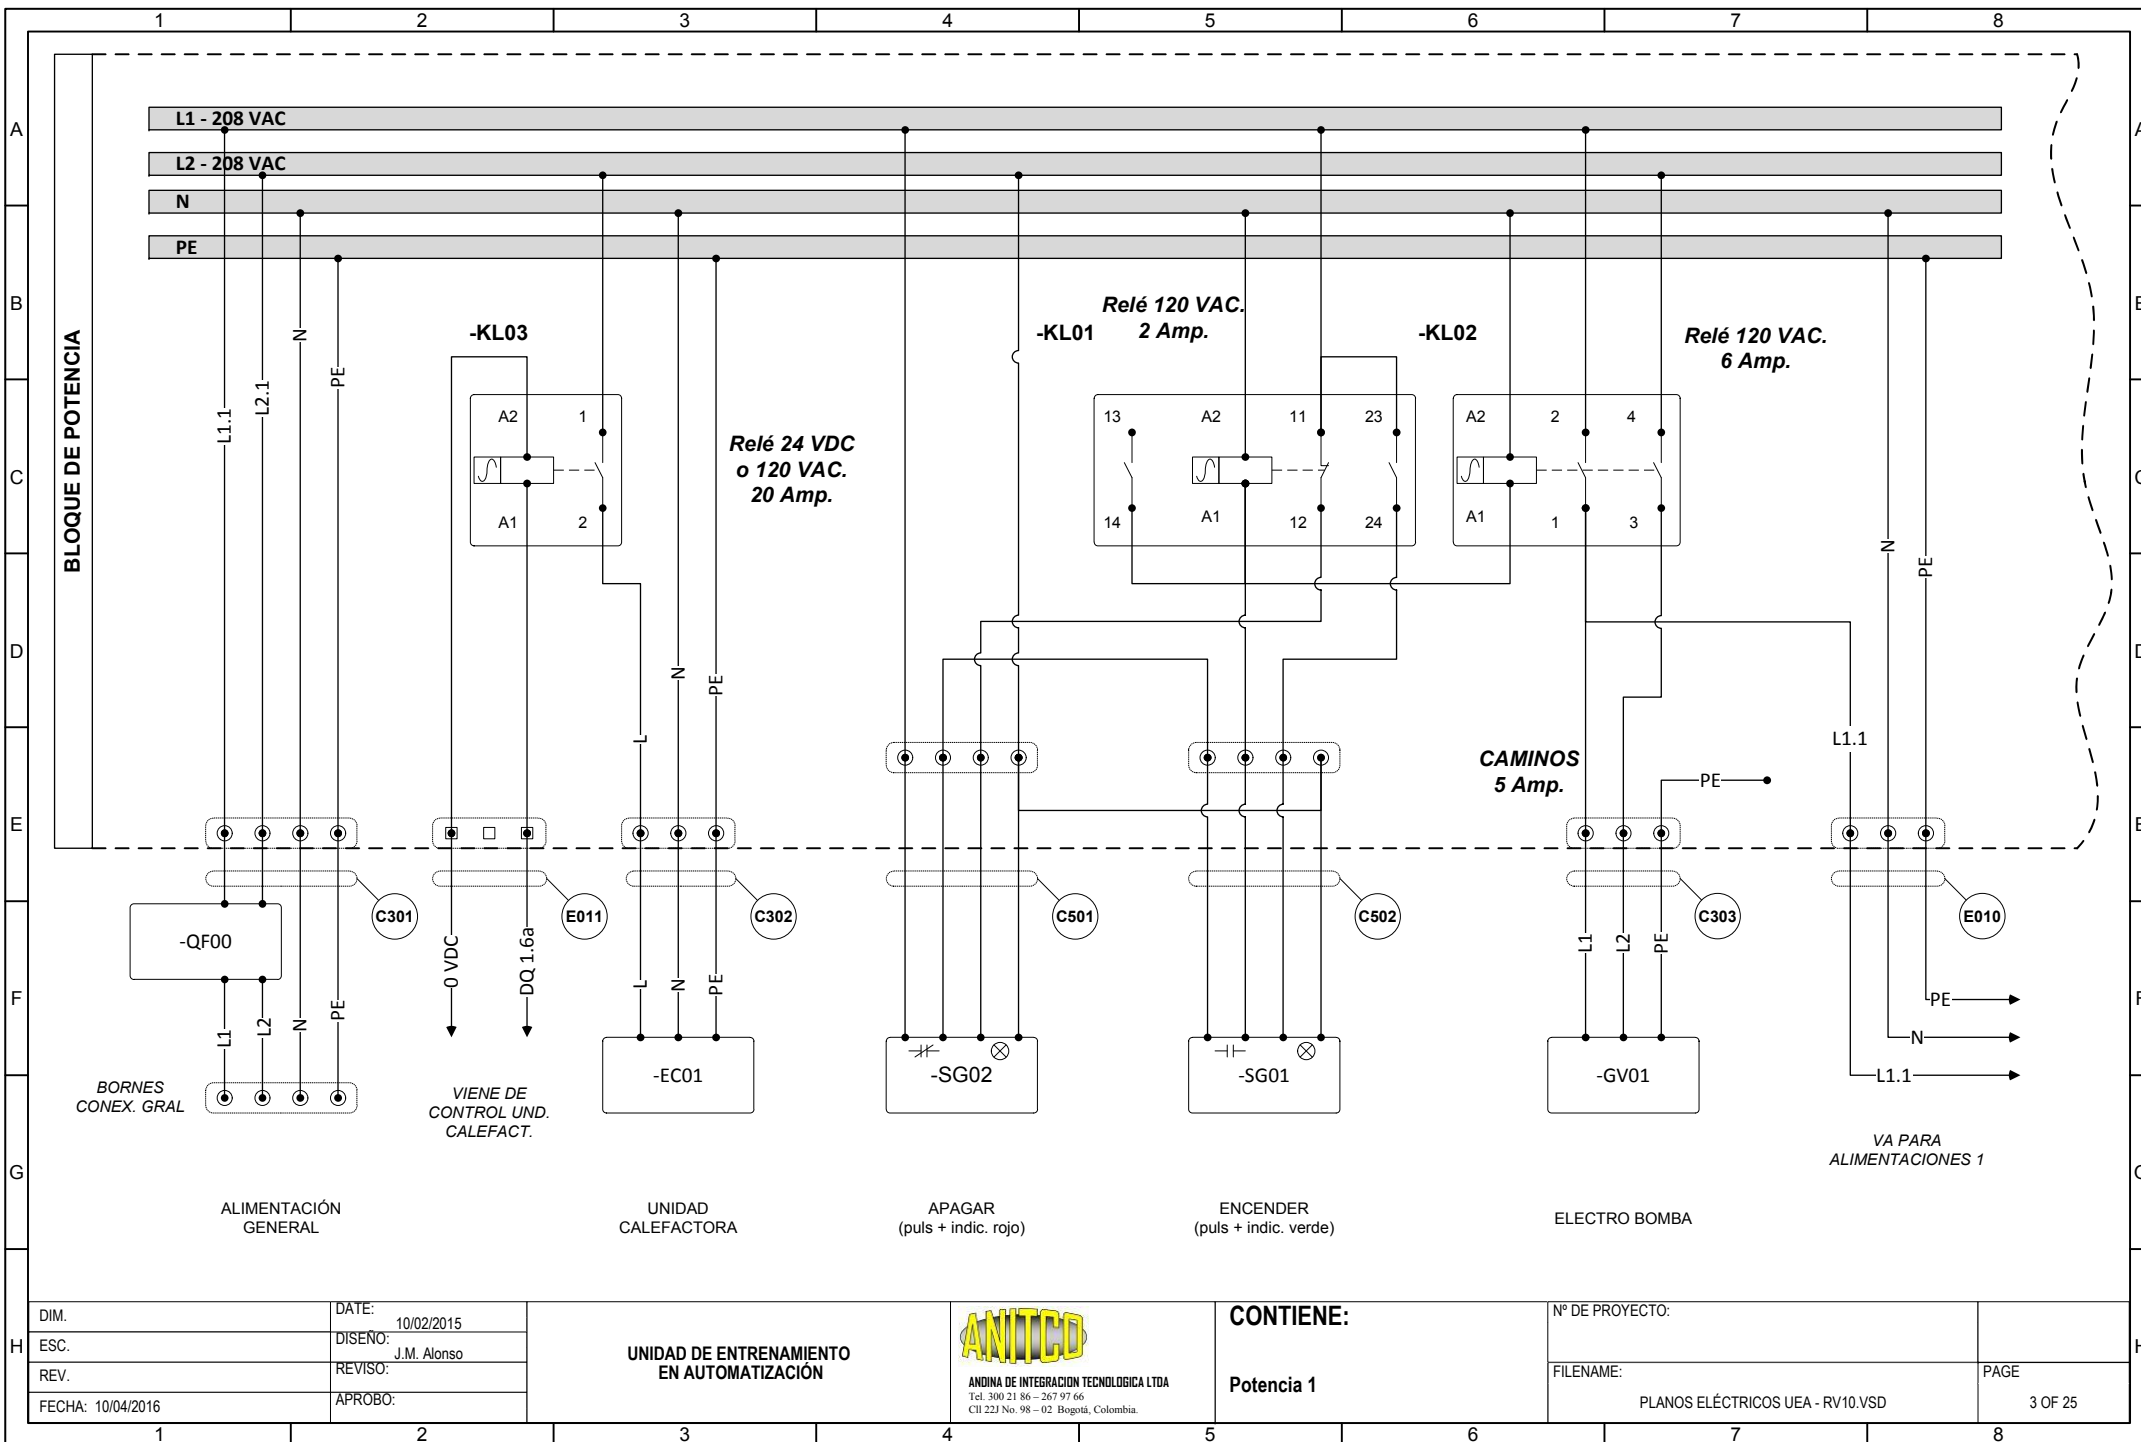 1 2 3 4 5 6 7 8
A
L1 - 208 VAC
L2 - 208 VAC
N
PE
B
BLOQUE DE POTENCIA
-KL03
-KL01
Relé 120 VAC.
2 Amp.
-KL02
Relé 120 VAC.
6 Amp.
N
PE
L1.1
L2.1
C
A2 1
A1 2
Relé 24 VDC
o 120 VAC.
20 Amp.
13 A2 11 23
14 A1 12 24
A2 2 4
A1 1 3
N
PE
D
N
PE
L
E
CAMINOS
5 Amp.
PE
L1.1
C301
E011
C302
C501
C502
C303
E010
-QF00
F
L1
L2
N
PE
0 VDC
DQ 1.6a
L
N
PE
L1
L2
PE
PE
N
L1.1
BORNES
CONEX. GRAL
VIENE DE
CONTROL UND.
CALEFACT.
-EC01
-SG02
-SG01
-GV01
VA PARA
ALIMENTACIONES 1
G
ALIMENTACIÓN
GENERAL
UNIDAD
CALEFACTORA
APAGAR
(puls + indic. rojo)
ENCENDER
(puls + indic. verde)
ELECTRO BOMBA
H
DIM.
ESC.
REV.
FECHA: 10/04/2016
DATE:
10/02/2015
DISEÑO:
J.M. Alonso
REVISO:
APROBO:
UNIDAD DE ENTRENAMIENTO
EN AUTOMATIZACIÓN
ANITCO
ANDINA DE INTEGRACION TECNOLOGICA LTDA
Tel. 300 21 86 – 267 97 66
Cll 22J No. 98 – 02 Bogotá, Colombia.
CONTIENE:
Potencia 1
Nº DE PROYECTO:
FILENAME:
PLANOS ELÉCTRICOS UEA - RV10.VSD
PAGE
3 OF 25
1 2 3 4 5 6 7 8